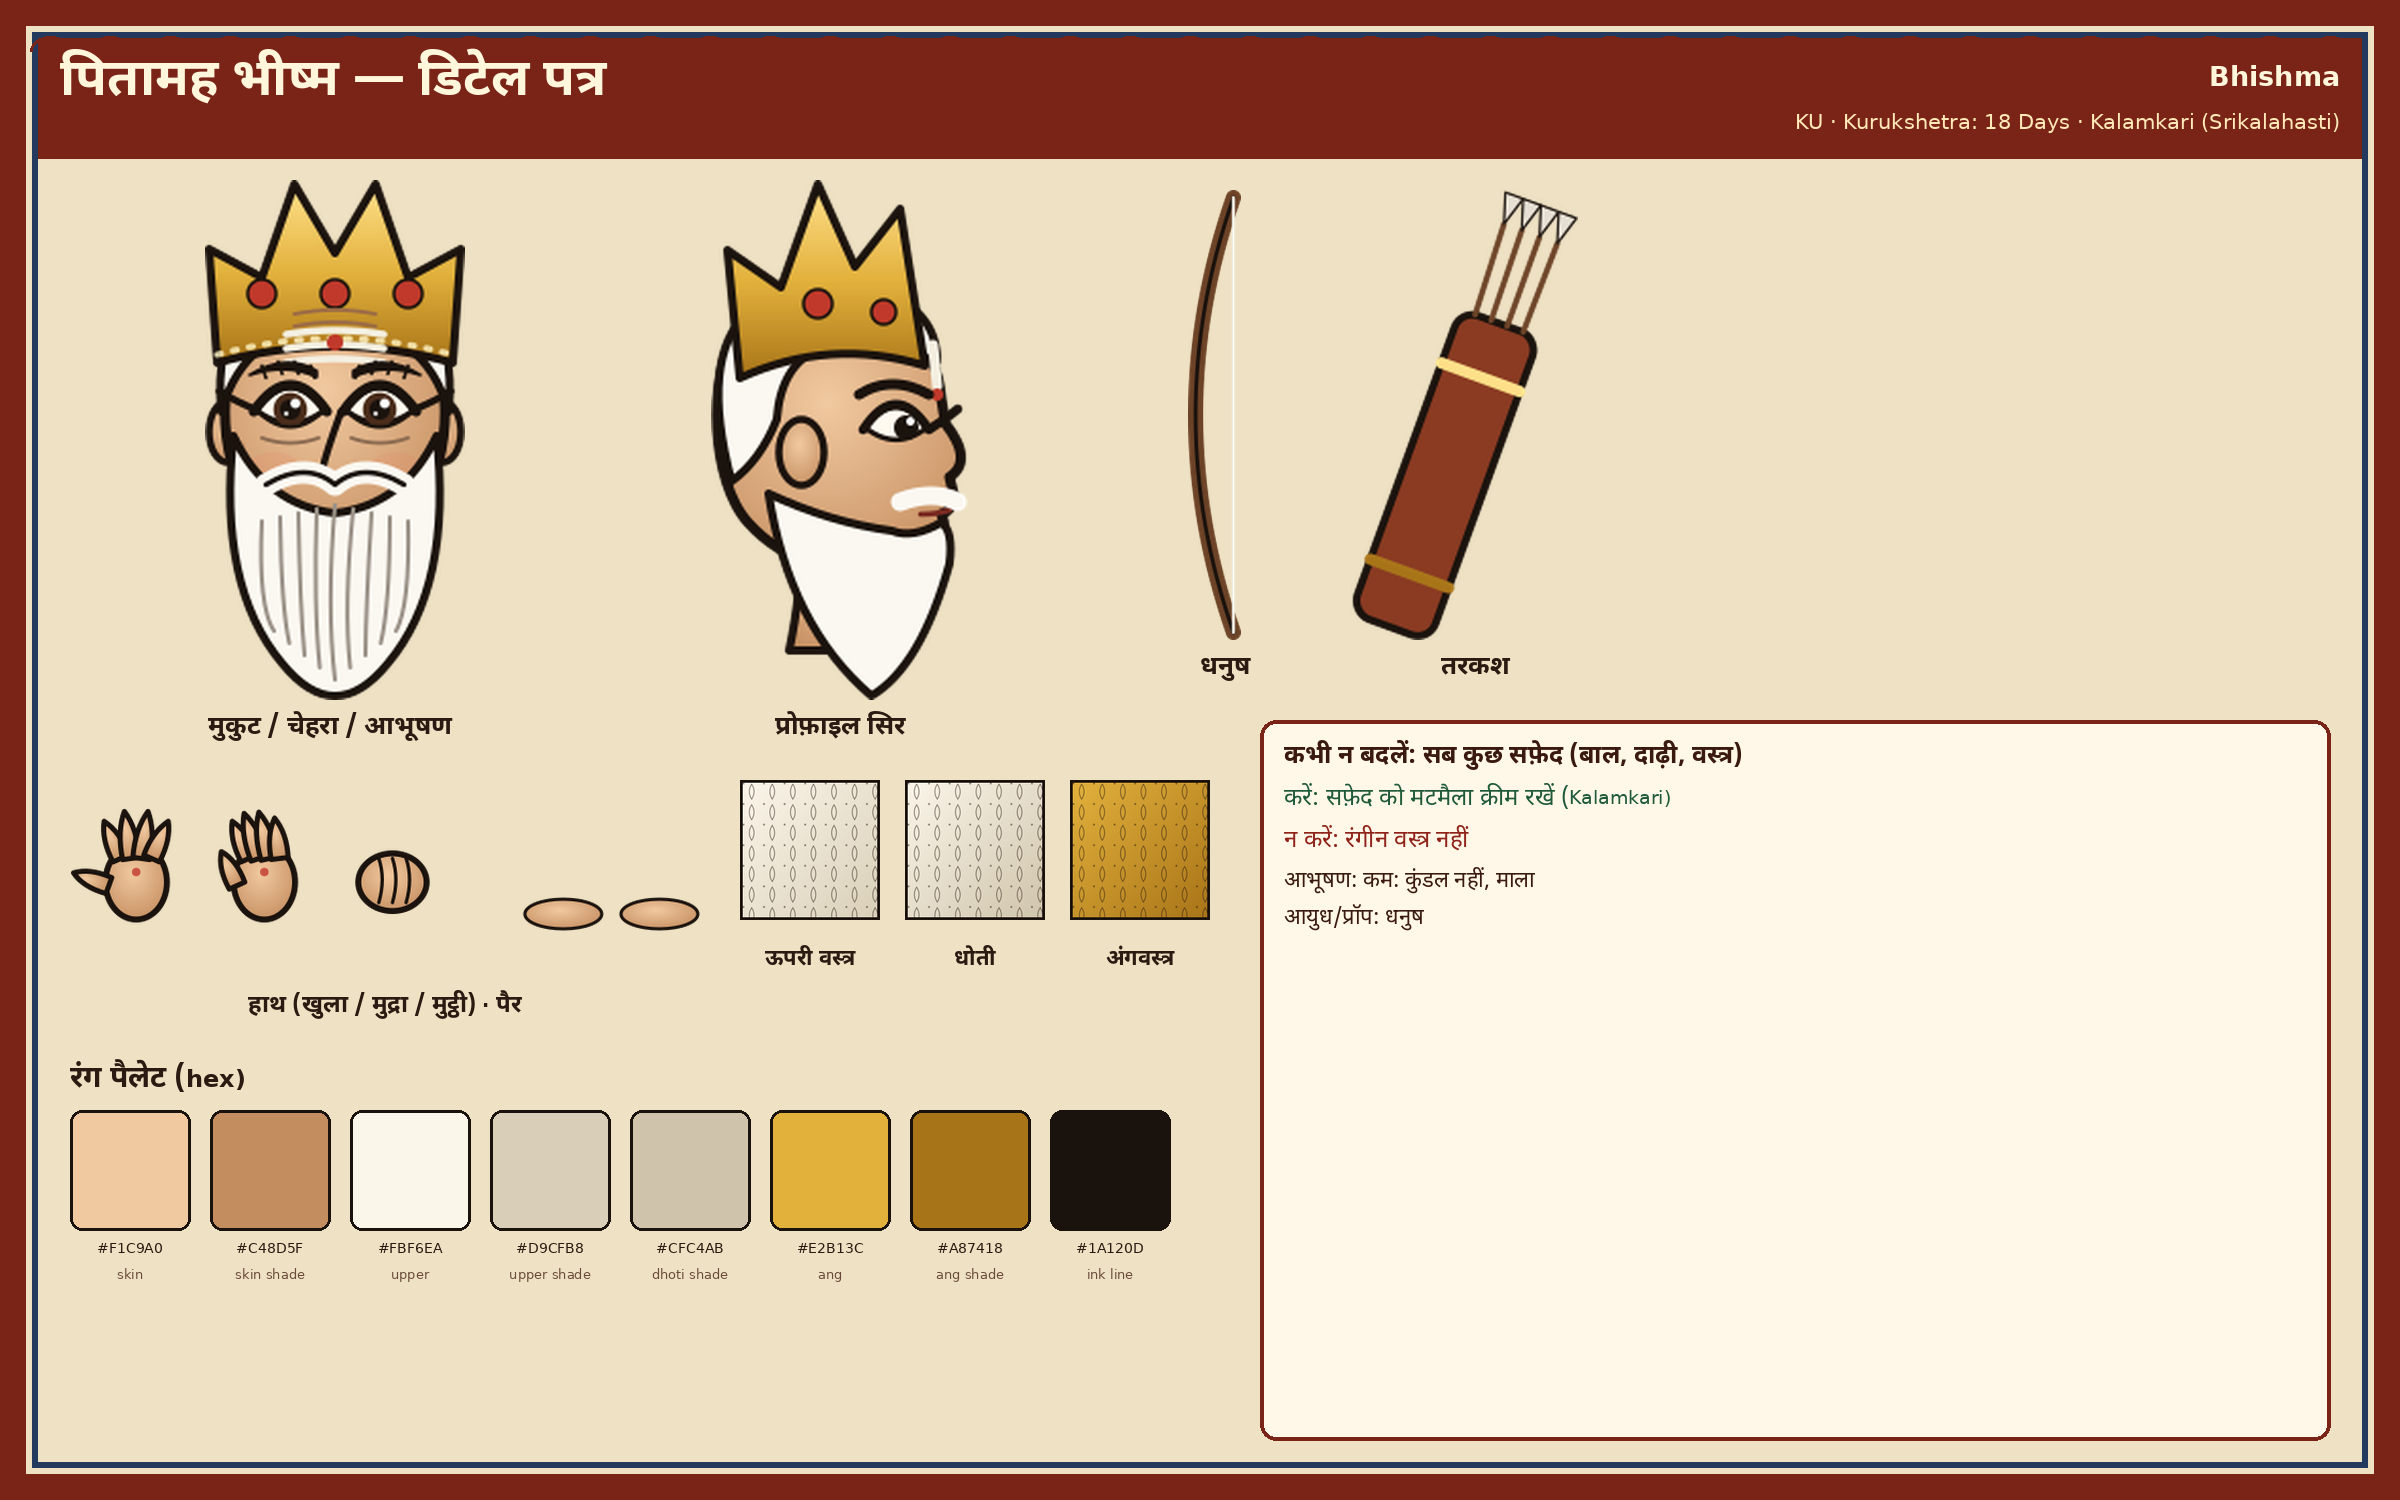 पितामह भीष्म — डिटेल पत्र
Bhishma
KU · Kurukshetra: 18 Days · Kalamkari (Srikalahasti)
धनुष
तरकश
मुकुट / चेहरा / आभूषण
प्रोफ़ाइल सिर
कभी न बदलें: सब कुछ सफ़ेद (बाल, दाढ़ी, वस्त्र)
करें: सफ़ेद को मटमैला क्रीम रखें (Kalamkari)
न करें: रंगीन वस्त्र नहीं
आभूषण: कम: कुंडल नहीं, माला
आयुध/प्रॉप: धनुष
ऊपरी वस्त्र
धोती
अंगवस्त्र
हाथ (खुला / मुद्रा / मुट्ठी) · पैर
रंग पैलेट (hex)
#F1C9A0
#C48D5F
#FBF6EA
#D9CFB8
#CFC4AB
#E2B13C
#A87418
#1A120D
skin
skin shade
upper
upper shade
dhoti shade
ang
ang shade
ink line